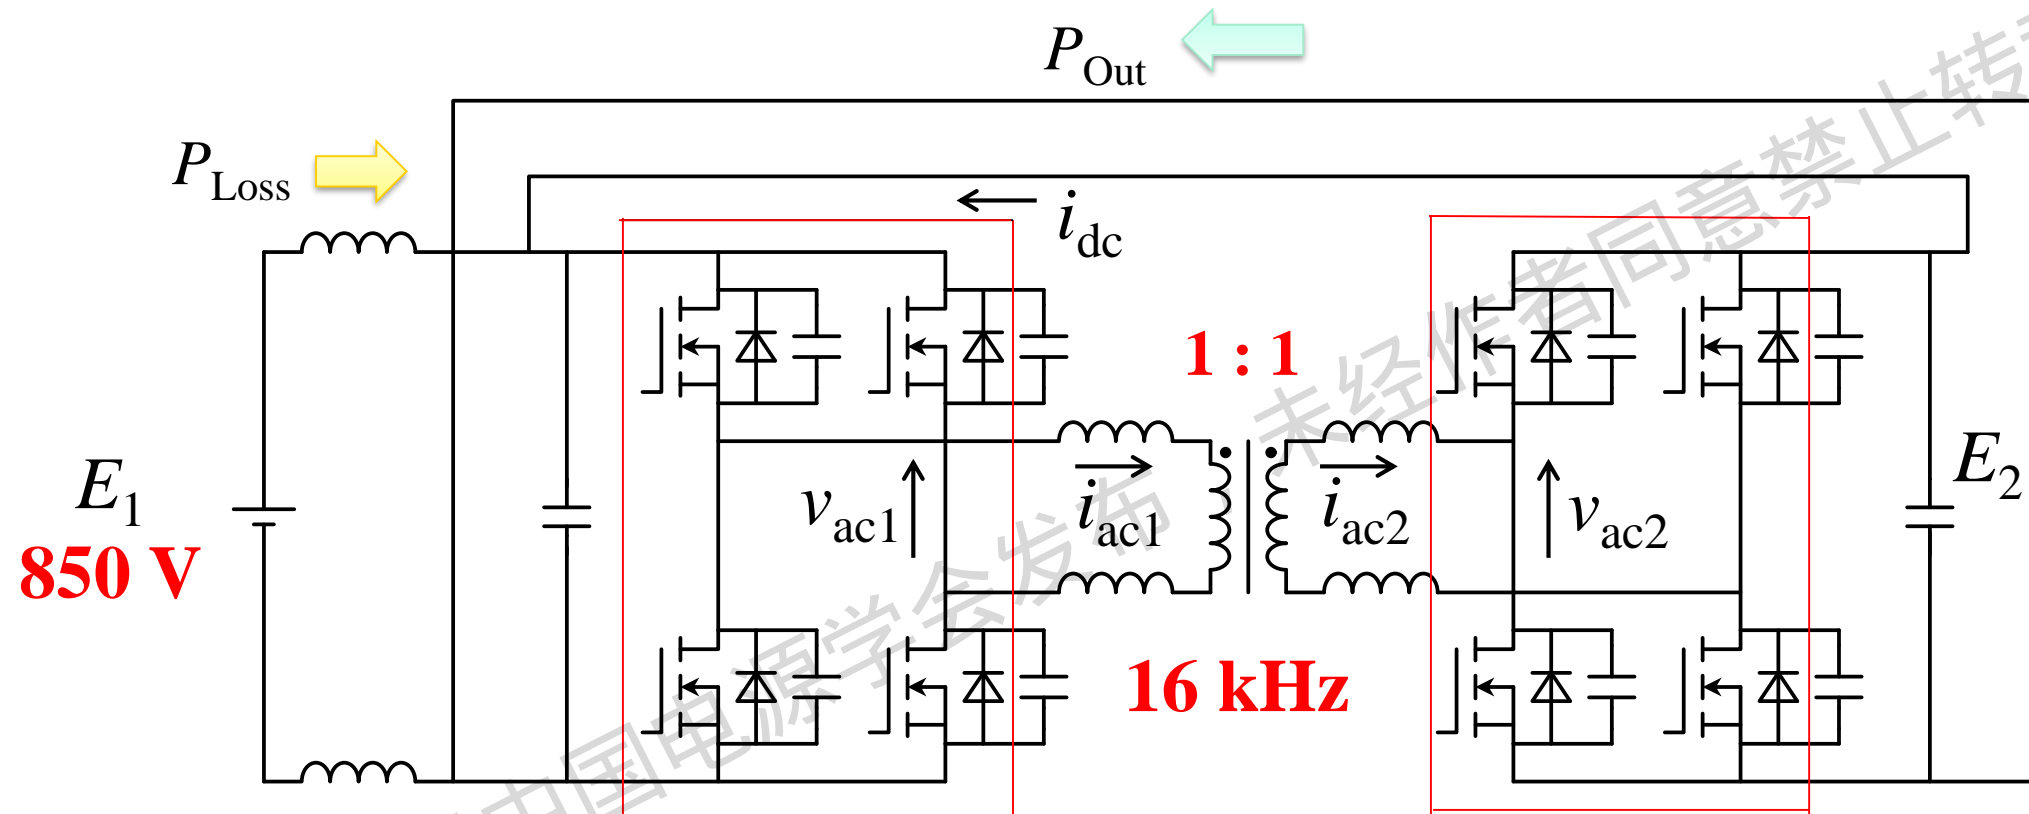 P_Out
P_Loss
i_dc
1 : 1
E_1
850 V
v_ac1
i_ac1
i_ac2
v_ac2
E_2
16 kHz
中国电源学会发布
未经作者同意禁止转